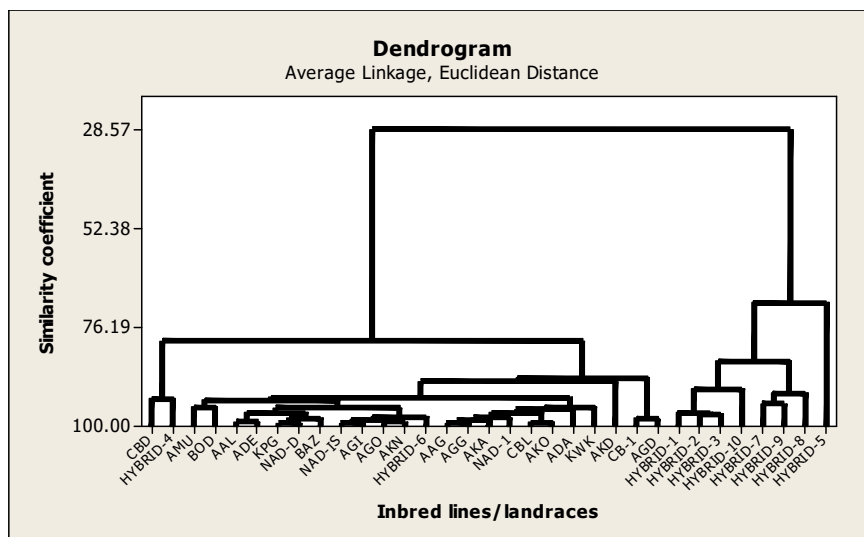 Dendrogram
Average Linkage, Euclidean Distance
28.57
52.38
76.19
100.00
Similarity coefficient
CBD
HYBRID-4
AMU
BOD
AAL
ADE
KPG
NAD-D
BAZ
NAD-IS
AGI
AGO
AKN
HYBRID-6
AAG
AGG
AKA
NAD-1
CBL
AKO
ADA
KWK
AKD
CB-1
AGD
HYBRID-1
HYBRID-2
HYBRID-3
HYBRID-10
HYBRID-7
HYBRID-9
HYBRID-8
HYBRID-5
Inbred lines/landraces